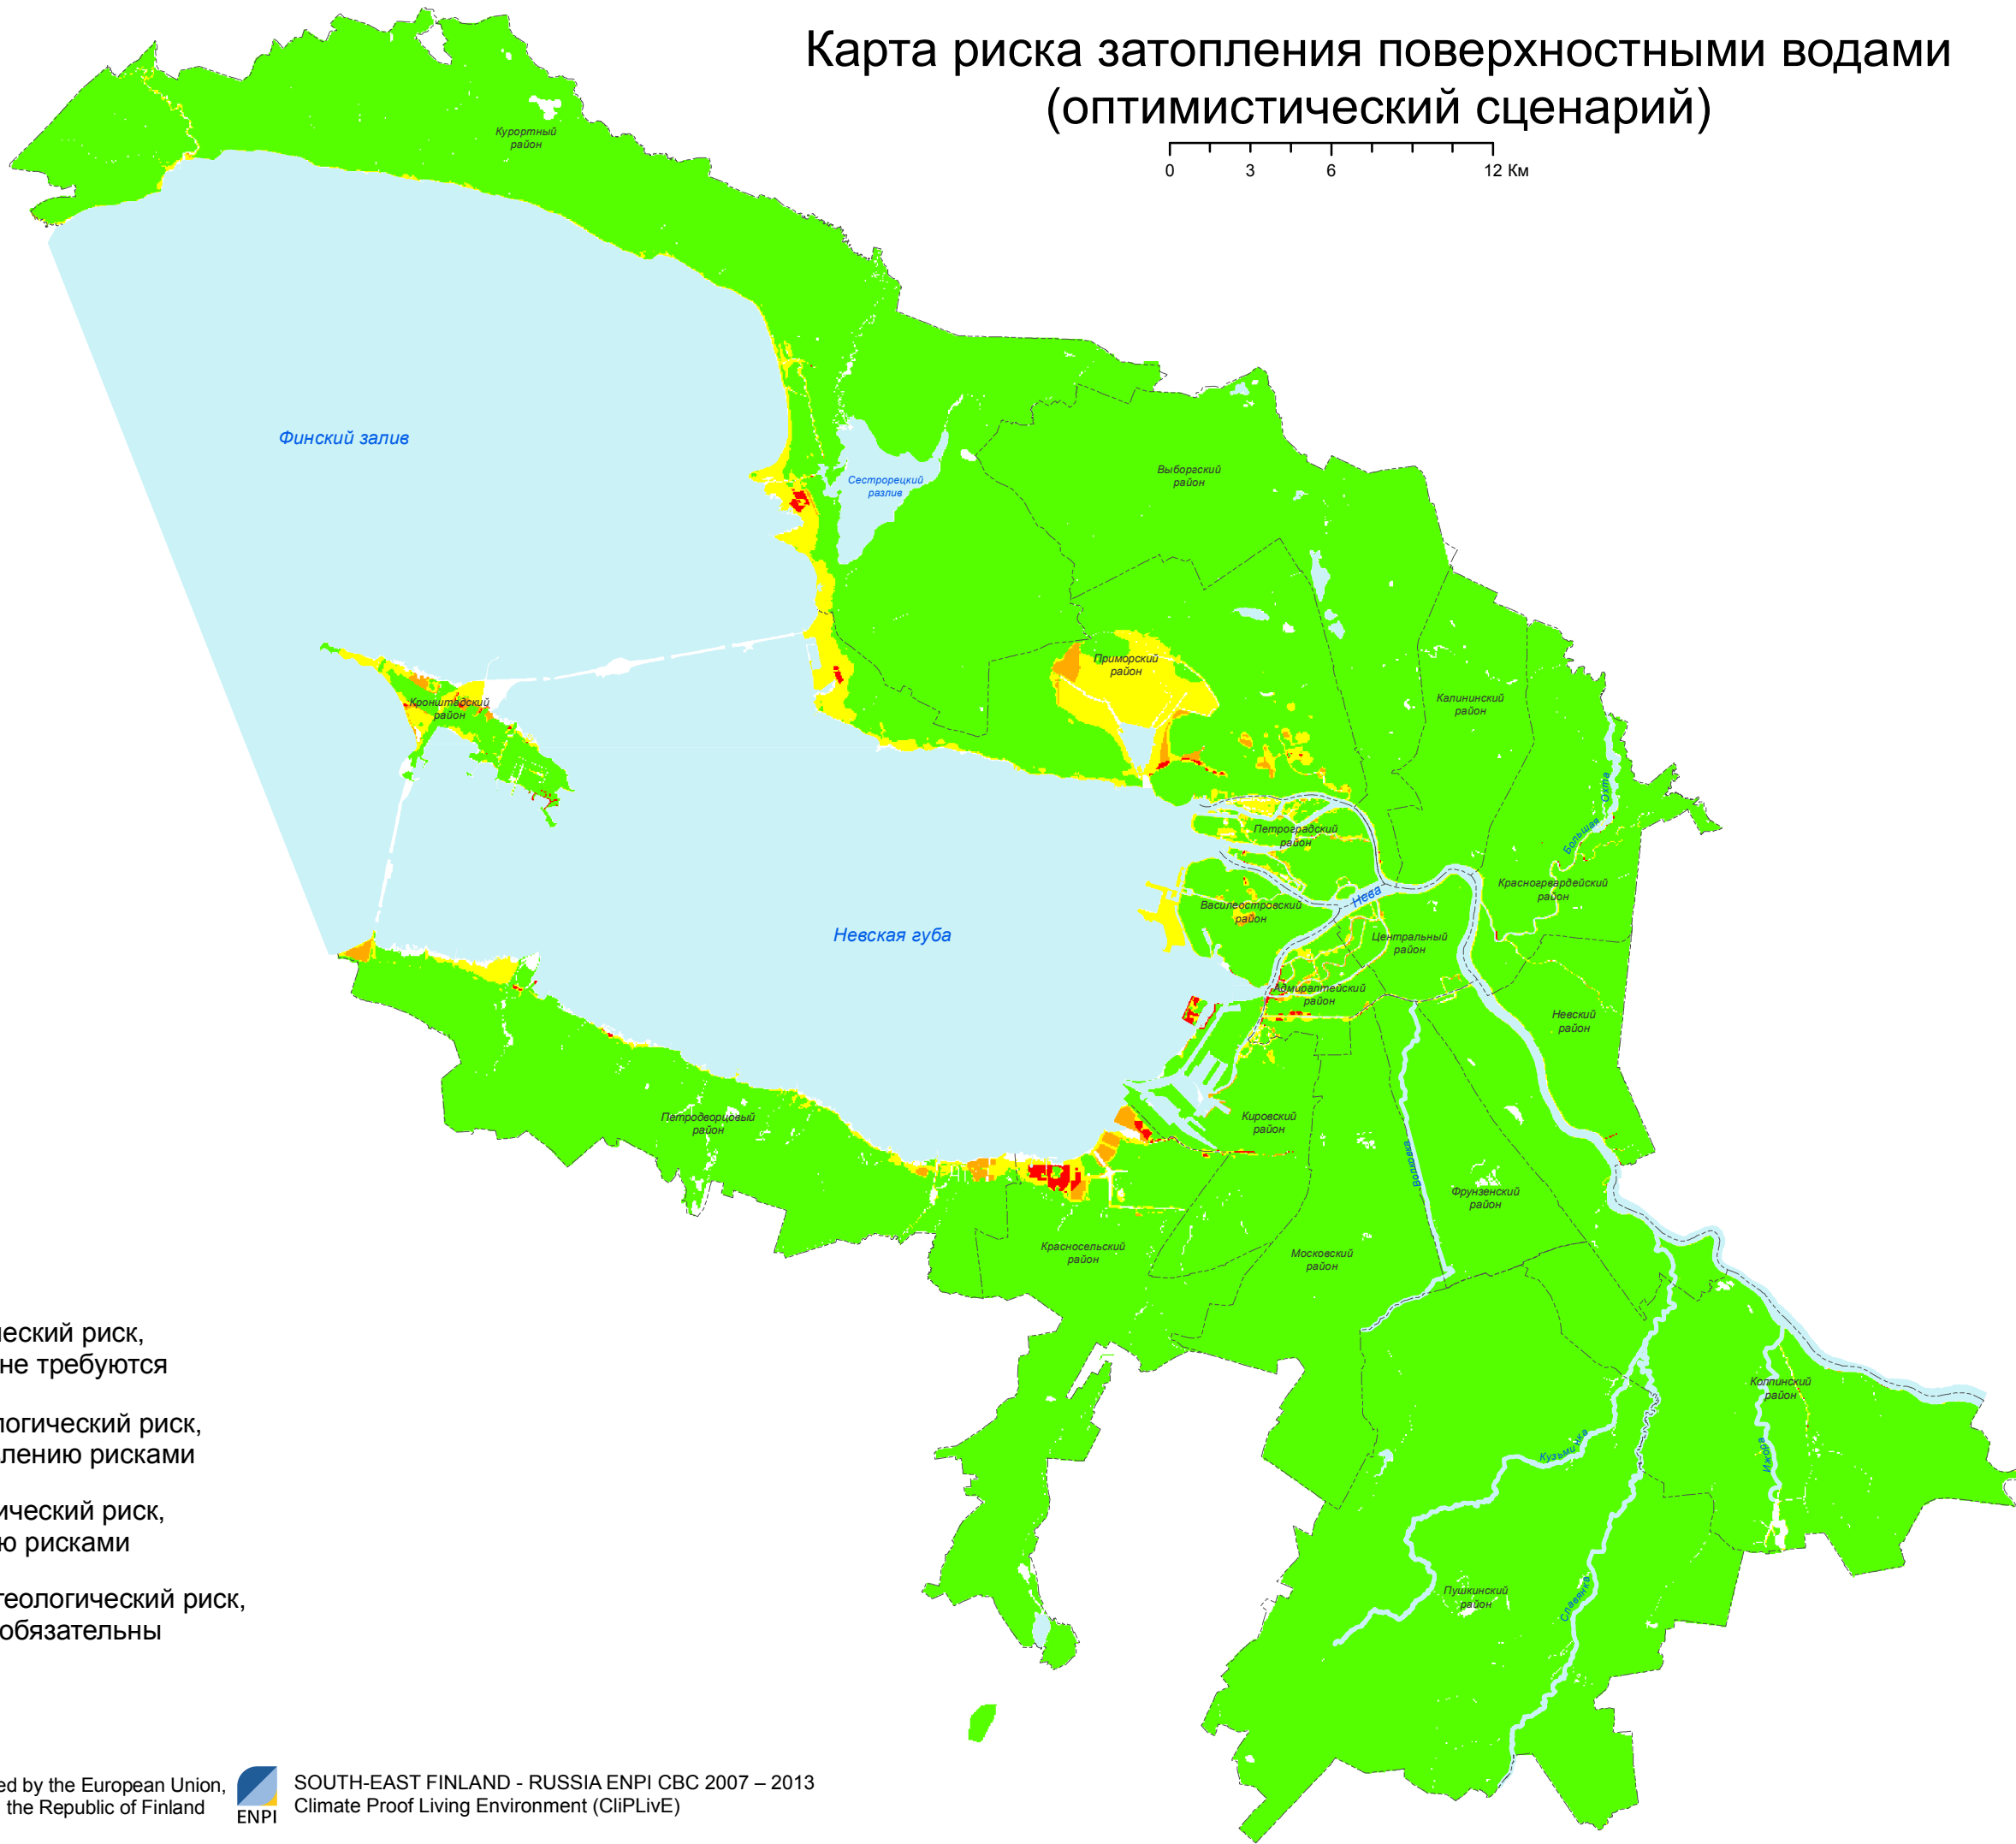 Карта риска затопления поверхностными водами
(оптимистический сценарий)
0 3 6 12 Км
Курортный
район
Финский залив
Сестрорецкий
разлив
Выборгский
район
Приморский
район
Кронштадский
район
Калининский
район
Охта
Большая
Петроградский
район
Красногвардейский
район
Нева
Василеостровский
район
Невская губа
Центральный
район
Адмиралтейский
район
Невский
район
Петродворцовый
район
Кировский
район
Волковка
Фрунзенский
район
Красносельский
район
Московский
район
Колпинский
район
Кузьминка
Ижора
Пушкинский
район
Славянка
еский риск,
не требуются
логический риск,
лению рисками
ический риск,
ю рисками
геологический риск,
обязательны
ed by the European Union,
the Republic of Finland
ENPI
SOUTH-EAST FINLAND - RUSSIA ENPI CBC 2007 – 2013
Climate Proof Living Environment (CliPLivE)